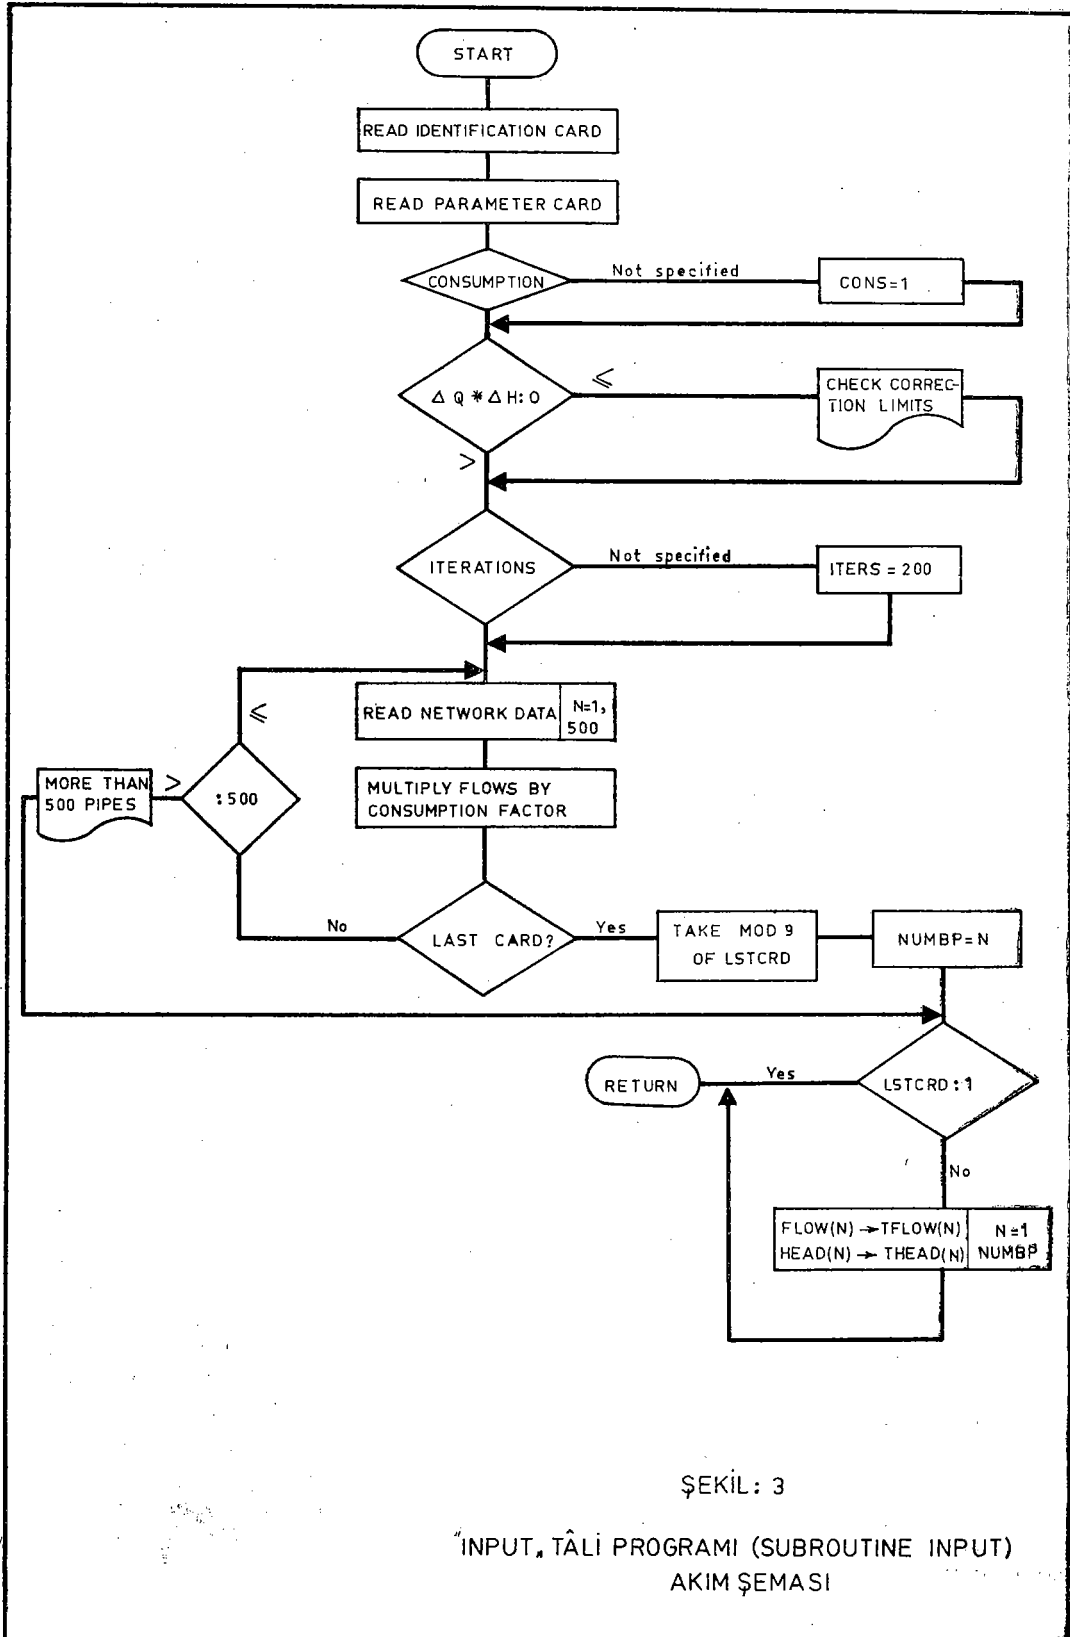 START
READ IDENTIFICATION CARD
READ PARAMETER CARD
CONSUMPTION
Not specified
CONS=1
Δ Q * Δ H:0
≤
CHECK CORREC-
TION LIMITS
>
ITERATIONS
Not specified
ITERS = 200
READ NETWORK DATA
N=1,
500
≤
MORE THAN
500 PIPES
>
:500
MULTIPLY FLOWS BY
CONSUMPTION FACTOR
No
LAST CARD?
Yes
TAKE MOD 9
OF LSTCRD
NUMBP=N
RETURN
Yes
LSTCRD:1
No
FLOW(N)→TFLOW(N)
HEAD(N)→ THEAD(N)
N=1
NUMBP
ŞEKİL: 3
"INPUT„ TÂLİ PROGRAMI (SUBROUTINE INPUT)
AKIM ŞEMASI